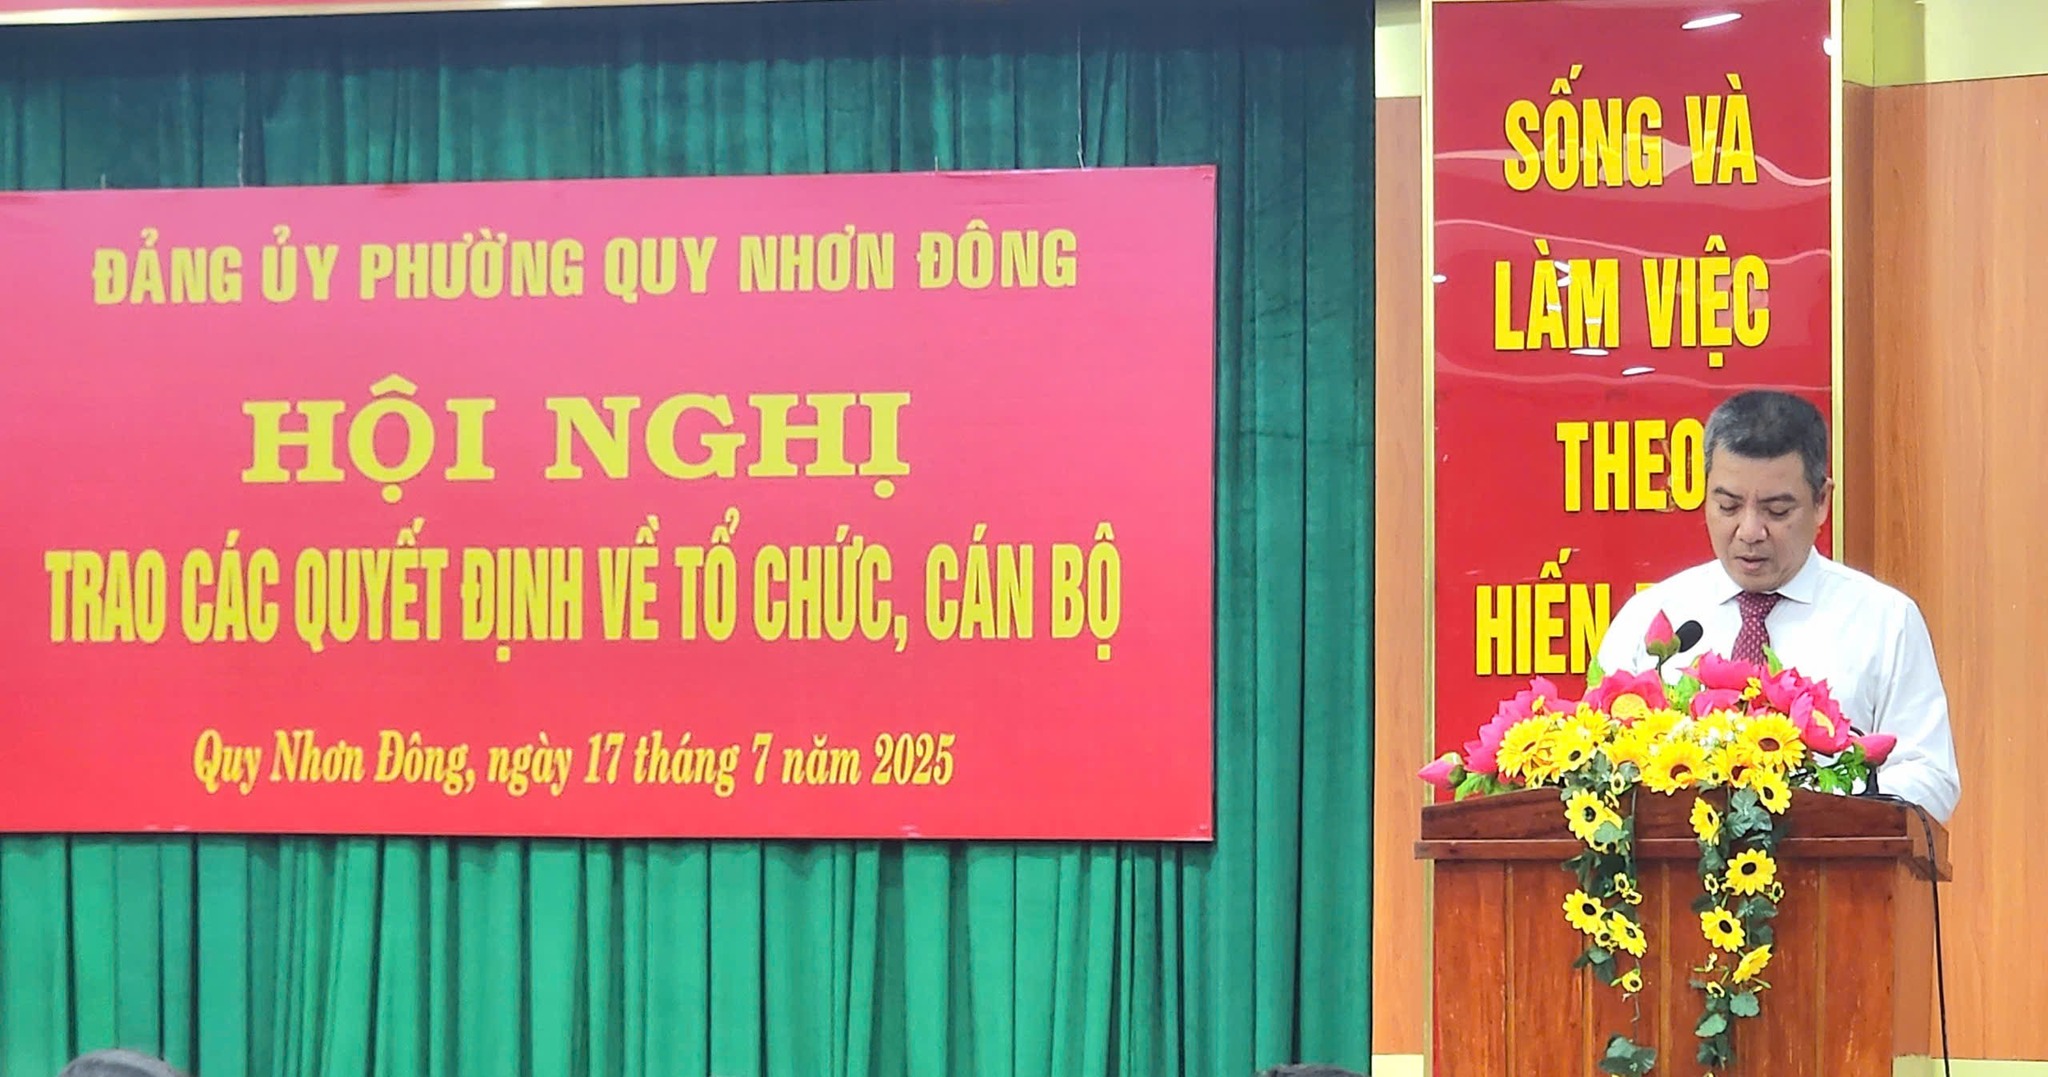 ĐẢNG ỦY PHƯỜNG QUY NHƠN ĐÔNG
HỘI NGHỊ
TRAO CÁC QUYẾT ĐỊNH VỀ TỔ CHỨC, CÁN BỘ
Quy Nhơn Đông, ngày 17 tháng 7 năm 2025
SỐNG VÀ
LÀM VIỆC
THEO
HIẾN